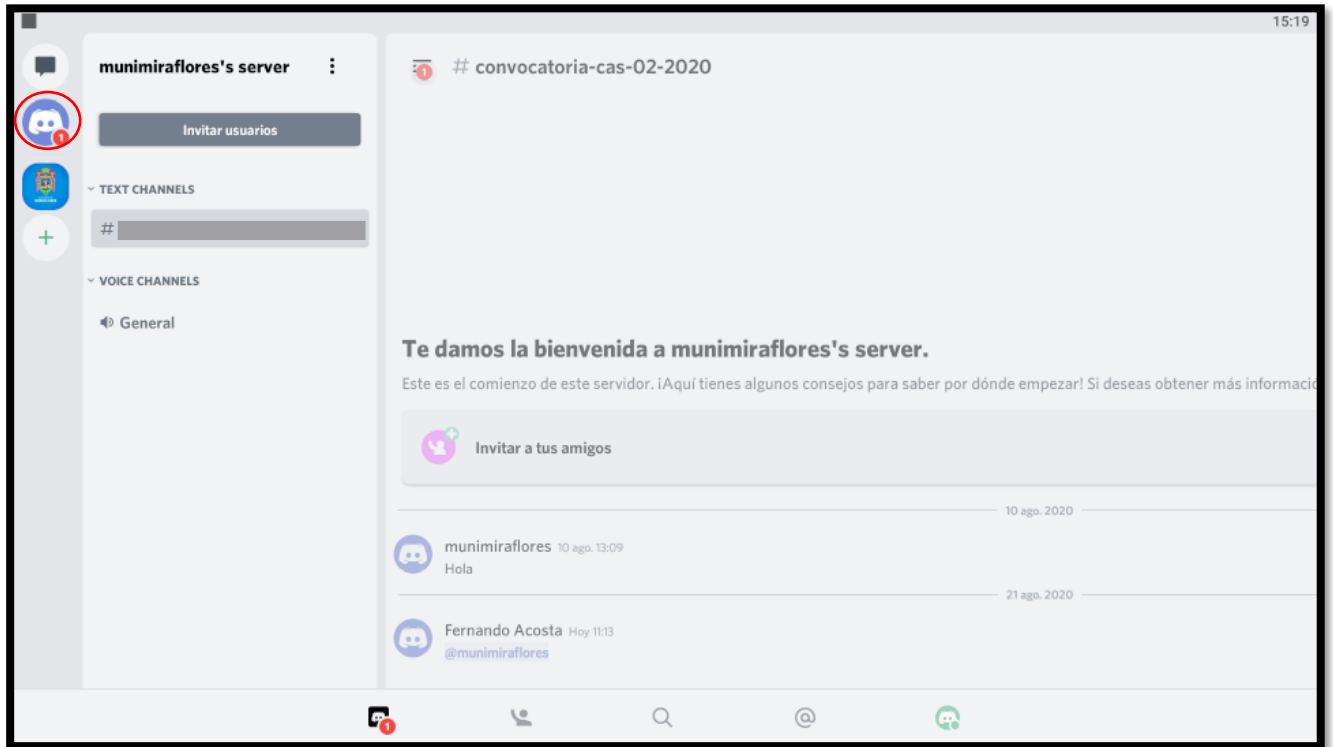 15:19
munimiraflores's server
Invitar usuarios
TEXT CHANNELS
#
VOICE CHANNELS
General
1
1
# convocatoria-cas-02-2020
Te damos la bienvenida a munimiraflores's server.
Este es el comienzo de este servidor. ¡Aquí tienes algunos consejos para saber por dónde empezar! Si deseas obtener más informació
Invitar a tus amigos
10 ago. 2020
munimiraflores 10 ago. 13:09
Hola
21 ago. 2020
Fernando Acosta Hoy 11:13
@munimiraflores
1
@